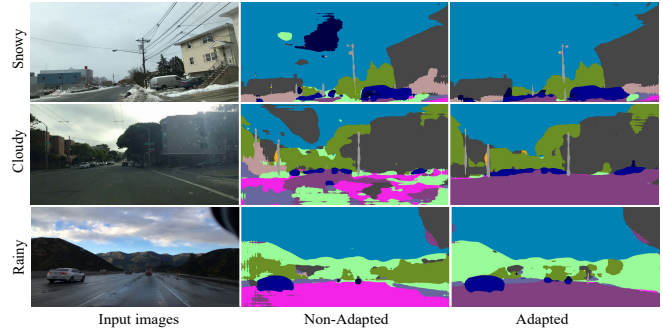 Snowy
Cloudy
Rainy
Input images
Non-Adapted
Adapted